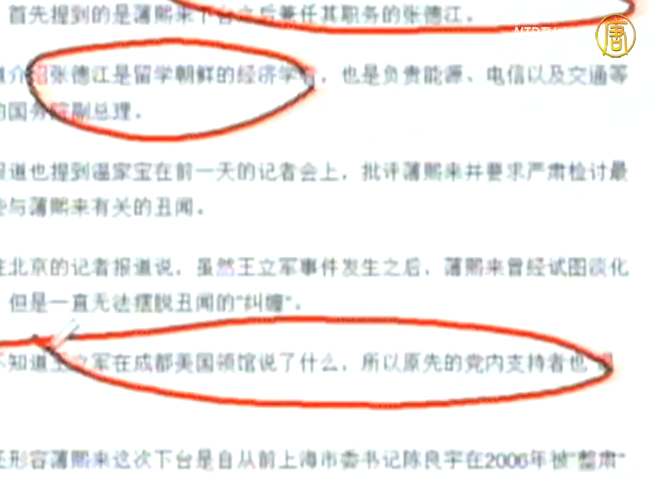 首先捏到的是薄熙来下台之后兼任其职务的张德江。
唐
介绍张德江是留学朝鲜的经济学者，也是负贵能源、电信以及交通等
的国务院副总理。
报道也捏到温家宝在前一天的记者会上，批评薄熙来并要求严肃检讨最
些与薄熙来有关的丑闻。
在北京的记者报道说，虽然王立军事件发生之后，薄熙来曾经试图淡化
但是一直无法摆脱丑闻的“纠缠”。
不知道王立军在成都美国领馆说了什么，所以原先的党内支持者也
还形容薄熙来这次下台是自从前上海市委书记陈良宇在2006年被“整肃”